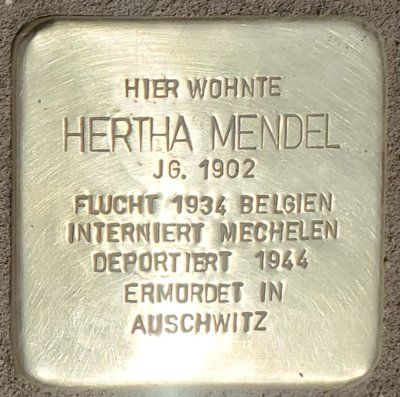 HIER WOHNTE
HERTHA MENDEL
JG. 1902
FLUCHT 1934 BELGIEN
INTERNIERT MECHELEN
DEPORTIERT 1944
ERMORDET IN
AUSCHWITZ